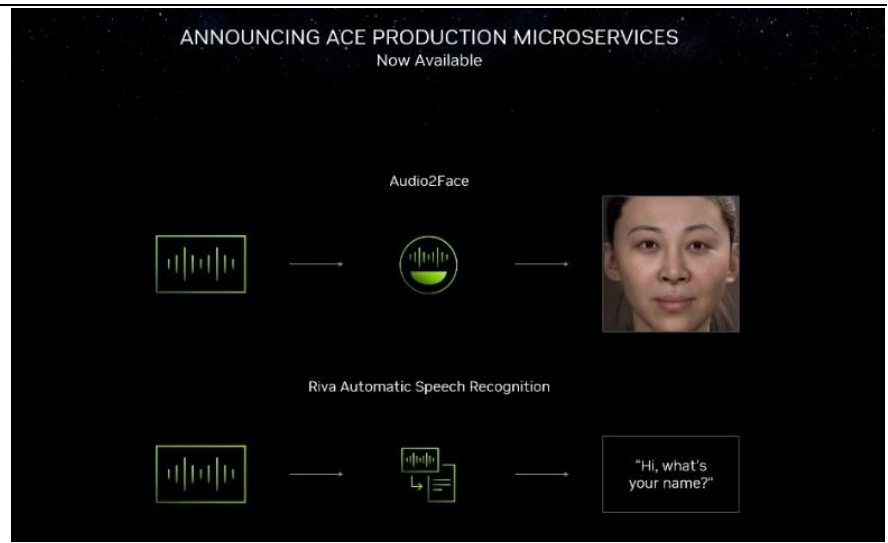 ANNOUNCING ACE PRODUCTION MICROSERVICES
Now Available
Audio2Face
Riva Automatic Speech Recognition
"Hi, what's
your name?"